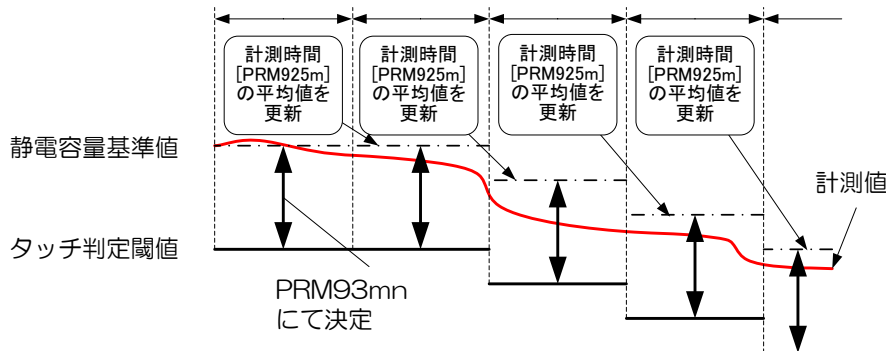 計測時間
[PRM925m]
の平均値を
更新
計測時間
[PRM925m]
の平均値を
更新
計測時間
[PRM925m]
の平均値を
更新
計測時間
[PRM925m]
の平均値を
更新
静電容量基準値
計測値
タッチ判定閾値
PRM93mn
にて決定